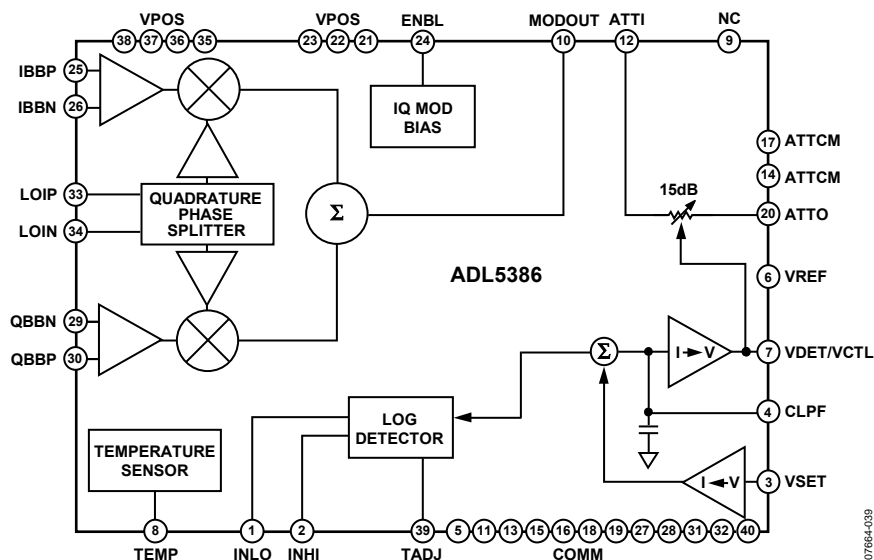 VPOS
VPOS
ENBL
MODOUT
ATTI
NC
38 37 36 35
23 22 21
24
10
12
9
IBBP 25
IBBN 26
IQ MOD
BIAS
17 ATTCM
14 ATTCM
LOIP 33
LOIN 34
QUADRATURE
PHASE
SPLITTER
Σ
15dB
20 ATTO
ADL5386
6 VREF
QBBN 29
QBBP 30
Σ
I V
7 VDET/VCTL
LOG
DETECTOR
4 CLPF
TEMPERATURE
SENSOR
I V
3 VSET
8
1
2
39
5 11 13 15 16 18 19 27 28 31 32 40
TEMP
INLO
INHI
TADJ
COMM
07664-039